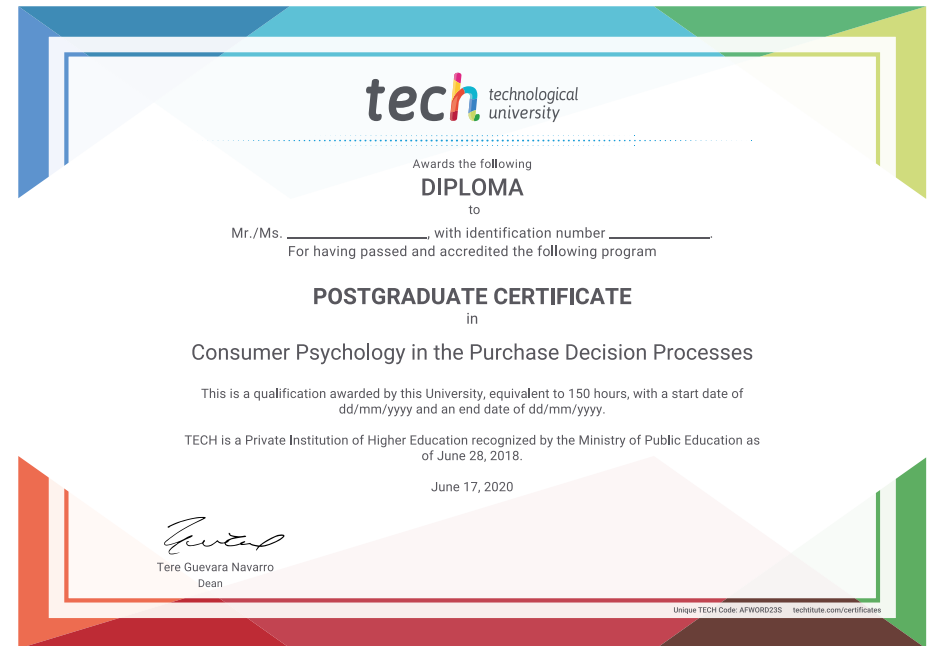 tech technological
university
Awards the following
DIPLOMA
to
Mr./Ms. ____________________, with identification number ______________.
For having passed and accredited the following program
POSTGRADUATE CERTIFICATE
in
Consumer Psychology in the Purchase Decision Processes
This is a qualification awarded by this University, equivalent to 150 hours, with a start date of
dd/mm/yyyy and an end date of dd/mm/yyyy.
TECH is a Private Institution of Higher Education recognized by the Ministry of Public Education as
of June 28, 2018.
June 17, 2020
Tere Guevara Navarro
Dean
Unique TECH Code: AFWORD23S techtitute.com/certificates